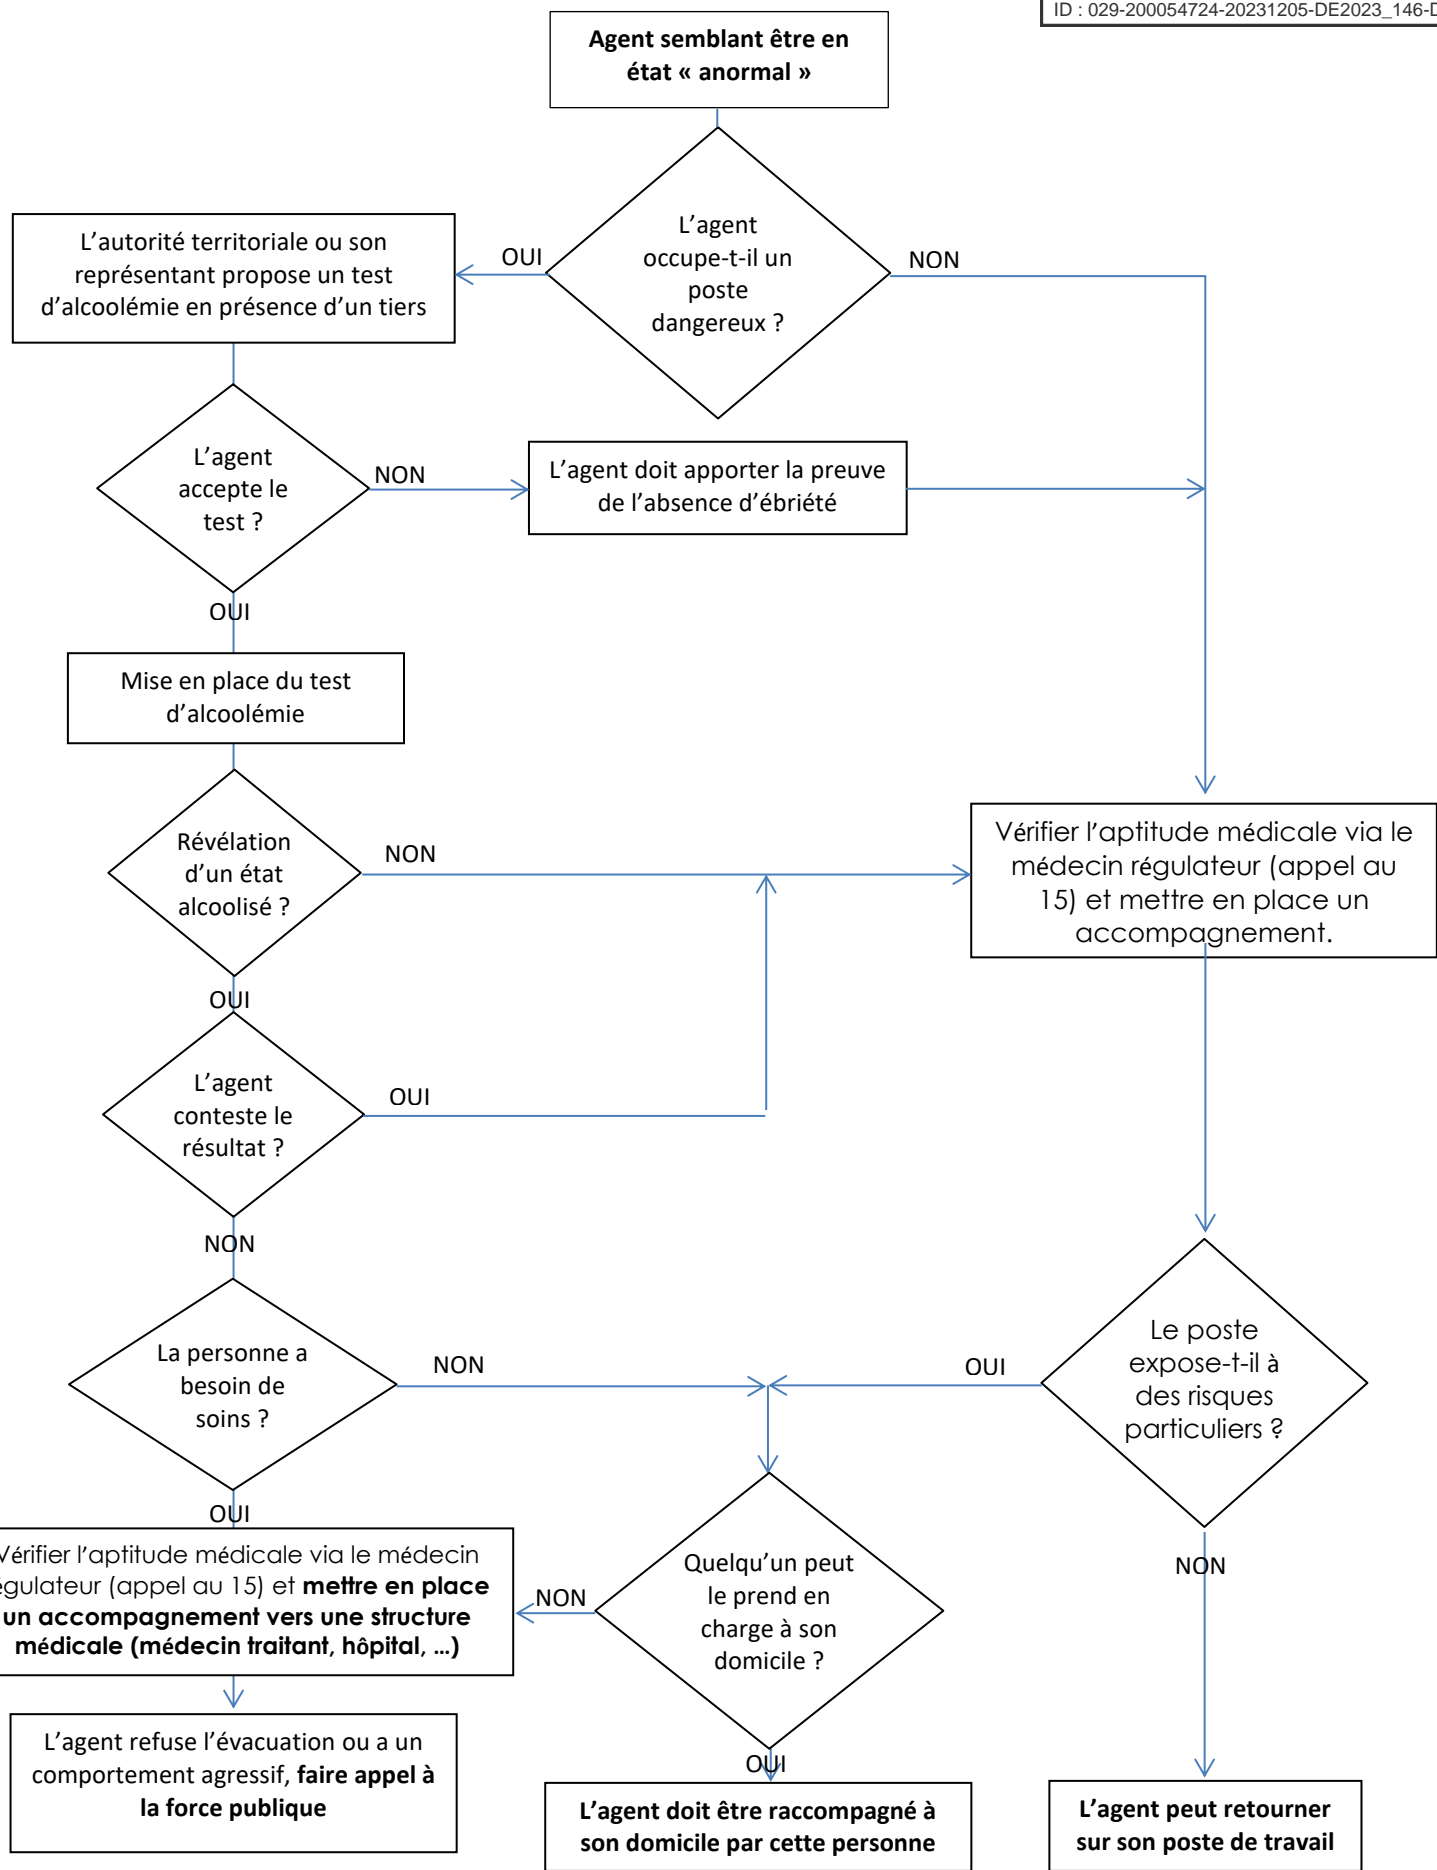 ID : 029-200054724-20231205-DE2023_146-D
Agent semblant être en
état « anormal »
L’agent
occupe-t-il un
poste
dangereux ?
OUI
NON
L’autorité territoriale ou son
représentant propose un test
d’alcoolémie en présence d’un tiers
L’agent
accepte le
test ?
NON
L’agent doit apporter la preuve
de l’absence d’ébriété
OUI
Mise en place du test
d’alcoolémie
Révélation
d’un état
alcoolisé ?
NON
Vérifier l’aptitude médicale via le
médecin régulateur (appel au
15) et mettre en place un
accompagnement.
OUI
L’agent
conteste le
résultat ?
OUI
NON
La personne a
besoin de
soins ?
NON
OUI
Le poste
expose-t-il à
des risques
particuliers ?
OUI
NON
Vérifier l’aptitude médicale via le médecin
régulateur (appel au 15) et mettre en place
un accompagnement vers une structure
médicale (médecin traitant, hôpital, …)
NON
Quelqu’un peut
le prend en
charge à son
domicile ?
OUI
L’agent refuse l’évacuation ou a un
comportement agressif, faire appel à
la force publique
L’agent doit être raccompagné à
son domicile par cette personne
L’agent peut retourner
sur son poste de travail